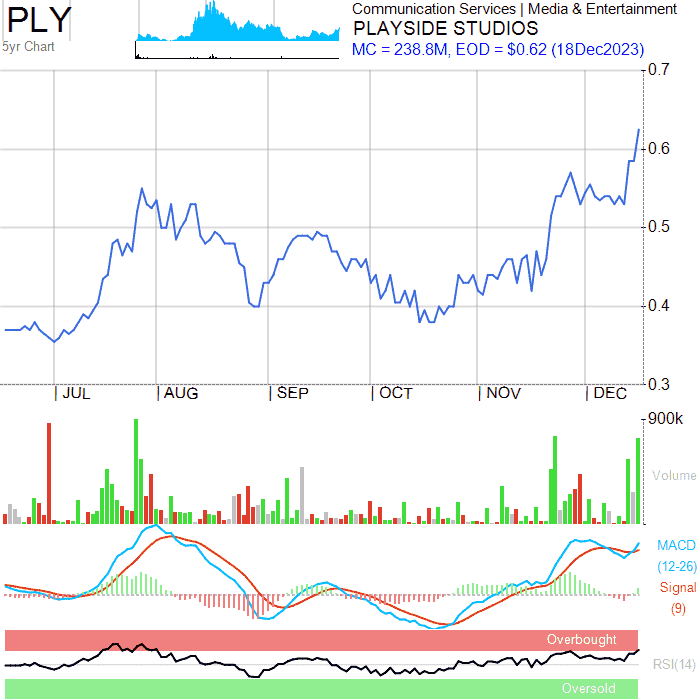 PLY
5yr Chart
Communication Services | Media & Entertainment
PLAYSIDE STUDIOS
MC = 238.8M, EOD = $0.62 (18Dec2023)
0.7
0.6
0.5
0.4
0.3
| JUL | AUG | SEP | OCT | NOV | DEC
900k
Volume
MACD
(12-26)
Signal
(9)
Overbought
RSI(14)
Oversold